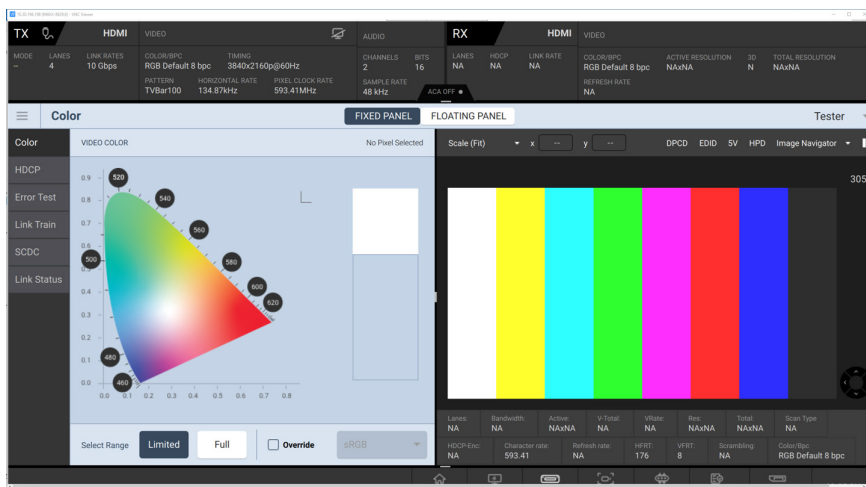 TX HDMI VIDEO AUDIO RX HDMI VIDEO
MODE LANES LINK RATES COLOR/BPC TIMING CHANNELS BITS LANES HDCP LINK RATE COLOR/BPC ACTIVE RESOLUTION 3D TOTAL RESOLUTION
– 4 10 Gbps RGB Default 8 bpc 3840x2160p@60Hz 2 16 NA NA NA RGB Default 8 bpc NAxNA N NAxNA
PATTERN HORIZONTAL RATE PIXEL CLOCK RATE SAMPLE RATE REFRESH RATE
TVBar100 134.87kHz 593.41MHz 48 kHz ACA OFF NA
Color FIXED PANEL FLOATING PANEL Tester
Color VIDEO COLOR No Pixel Selected Scale (Fit) x -- y -- DPCD EDID 5V HPD Image Navigator
HDCP
Error Test
Link Train
SCDC
Link Status
305
0.9
0.8
0.7
0.6
0.5
0.4
0.3
0.2
0.1
0.0
520
540
560
500
580
600
620
480
460
0.0 0.1 0.2 0.3 0.4 0.5 0.6 0.7 0.8
Select Range Limited Full Override sRGB
Lanes: Bandwidth: Active: V-Total: VRate: Res: Total: Scan Type
NA NA NAxNA NA NA NAxNA NAxNA NA
HDCP-Enc: Character rate: Refresh rate: HFRT: VFRT: Scrambling: Color/Bpc
NA 593.41 NA 176 8 NA RGB Default 8 bpc